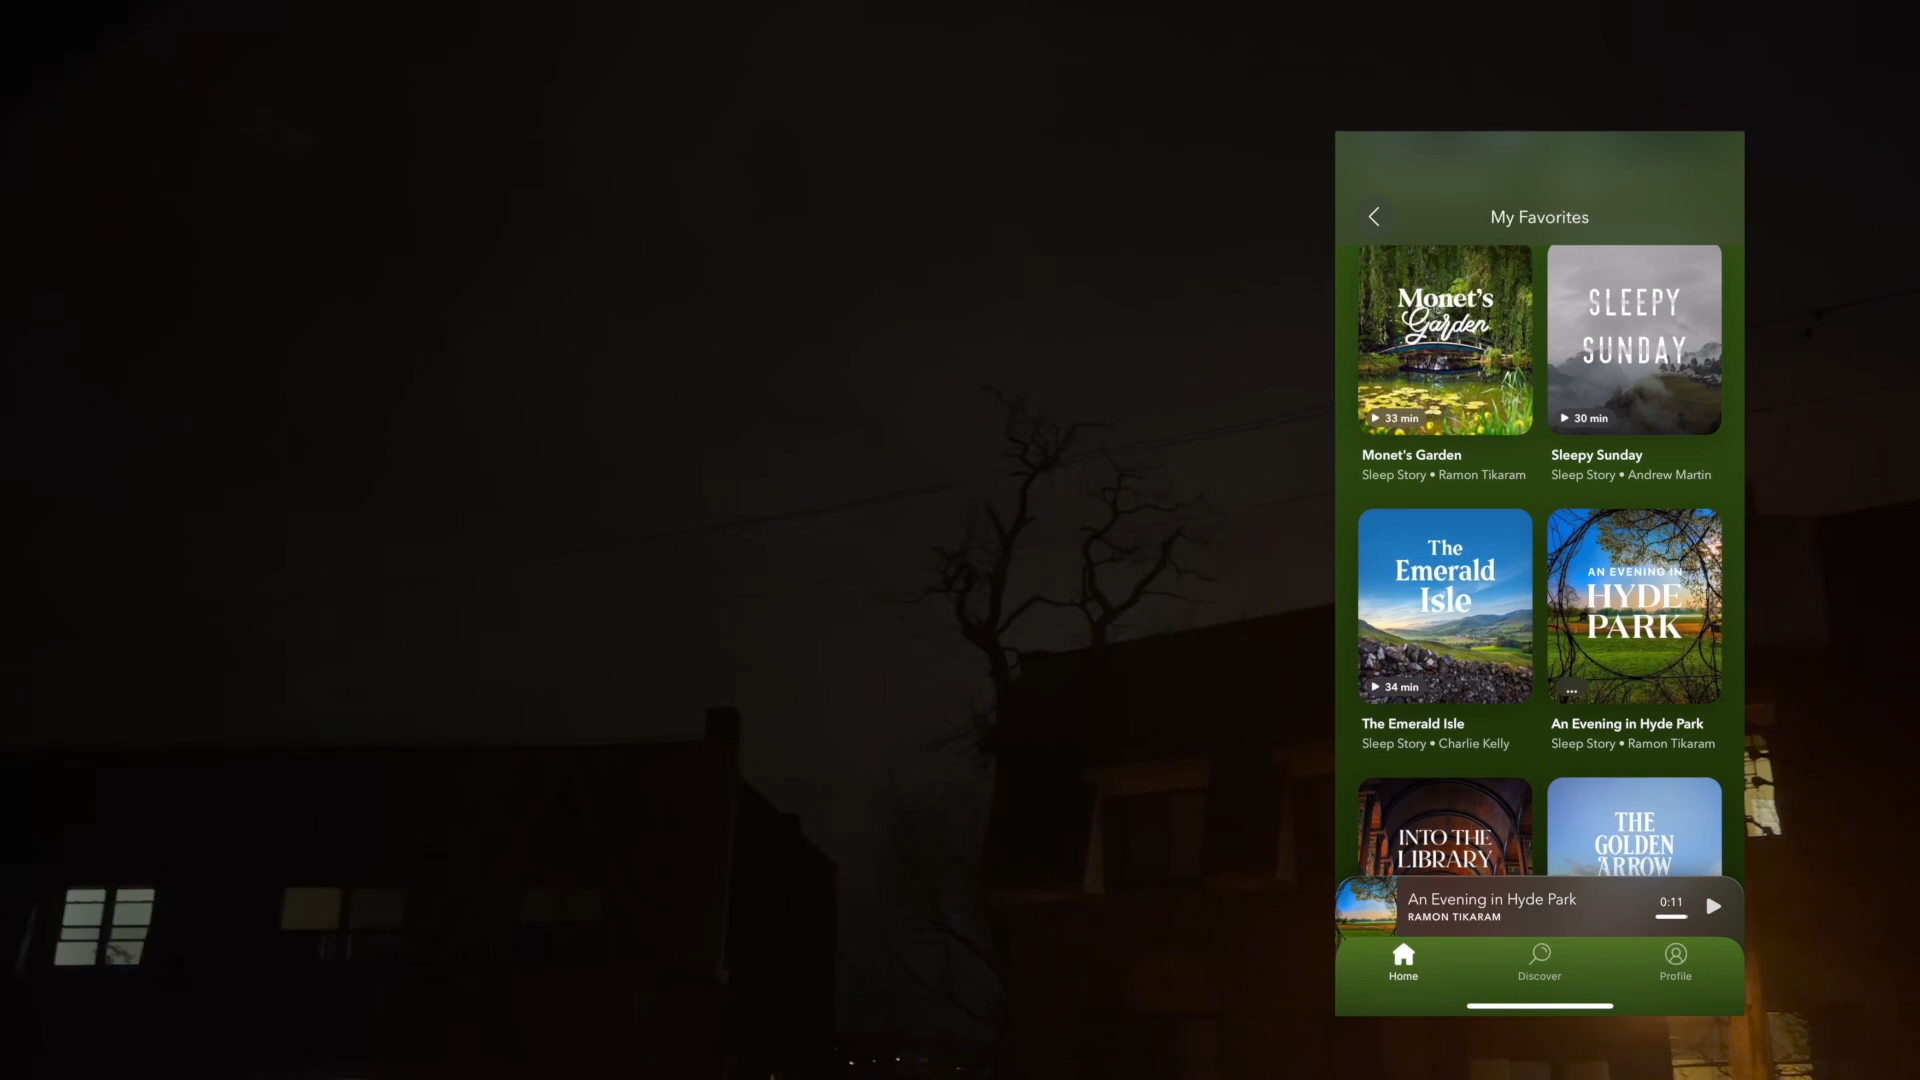 My Favorites
Monet's
Garden
33 min
SLEEPY
SUNDAY
30 min
Monet's Garden
Sleep Story • Ramon Tikaram
Sleepy Sunday
Sleep Story • Andrew Martin
The
Emerald
Isle
34 min
AN EVENING IN
HYDE
PARK
...
The Emerald Isle
Sleep Story • Charlie Kelly
An Evening in Hyde Park
Sleep Story • Ramon Tikaram
INTO THE
LIBRARY
THE
GOLDEN
ARROW
An Evening in Hyde Park
RAMON TIKARAM
0:11
Home
Discover
Profile